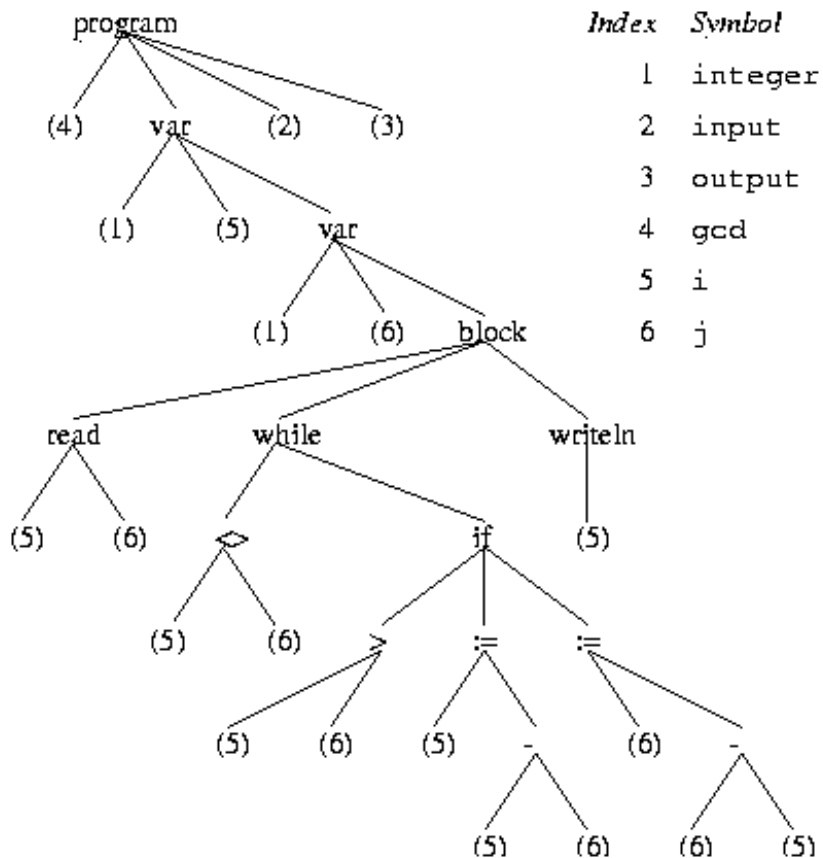 program Index Symbol
1 integer
(4) var (2) (3) 2 input
3 output
(1) (5) var 4 gcd
5 i
(1) (6) block 6 j
read while writeln
(5) (6) <> if (5)
(5) (6) > := :=
(5) (6) (5) - (6) -
(5) (6) (6) (5)